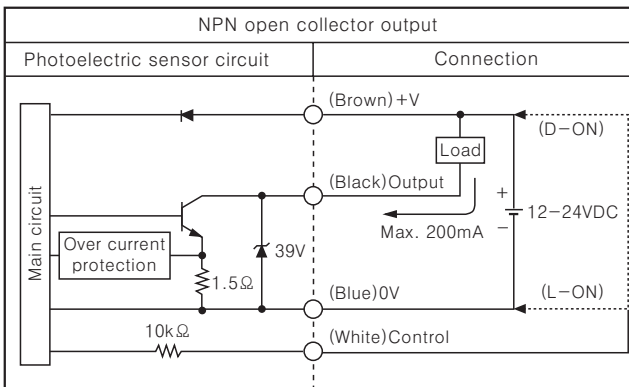 NPN open collector output
Photoelectric sensor circuit
Connection
(Brown)+V
(D-ON)
Load
(Black)Output
Main circuit
+
12-24VDC
-
Max. 200mA
Over current
protection
39V
1.5Ω
(L-ON)
(Blue)0V
10kΩ
(White)Control